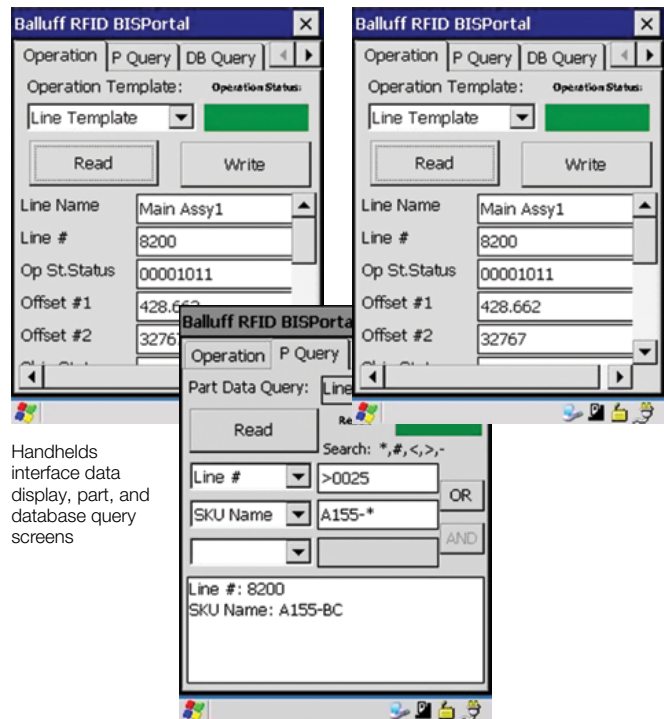 Balluff RFID BISPortal
Operation P Query DB Query
Operation Template: Operation Status:
Line Template
Read Write
Line Name Main Assy1
Line # 8200
Op St.Status 00001011
Offset #1 428.662
Offset #2 32767
Balluff RFID BISPortal
Operation P Query DB Query
Operation Template: Operation Status:
Line Template
Read Write
Line Name Main Assy1
Line # 8200
Op St.Status 00001011
Offset #1 428.662
Offset #2 32767
Handhelds
interface data
display, part, and
database query
screens
Balluff RFID BISPorta
Operation P Query
Part Data Query: Line
Read
Search: *,#,<,>,-
Line # >0025
OR
SKU Name A155-*
AND
Line #: 8200
SKU Name: A155-BC